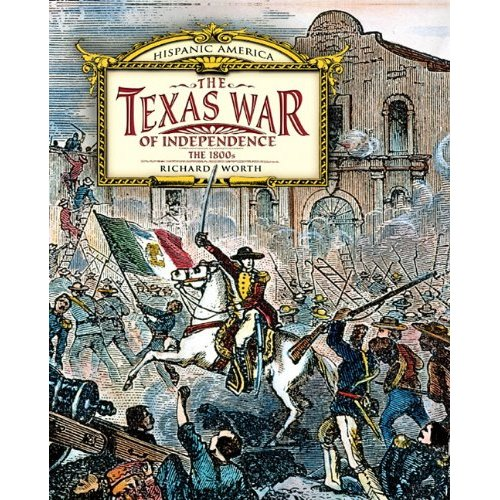 HISPANIC AMERICA
THE
TEXAS WAR
OF INDEPENDENCE
THE 1800s
RICHARD WORTH